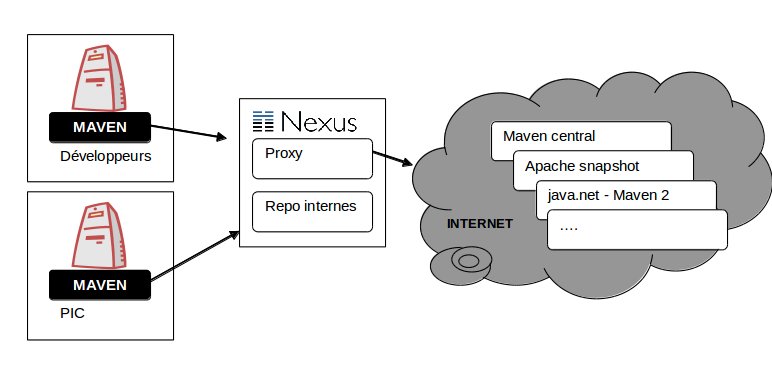 MAVEN
Développeurs
MAVEN
PIC
Nexus
Proxy
Repo internes
INTERNET
Maven central
Apache snapshot
java.net - Maven 2
....